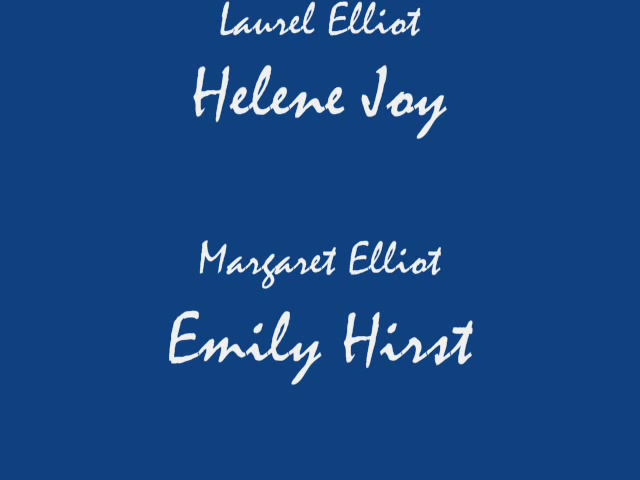 Laurel Elliot
Helene Joy
Margaret Elliot
Emily Hirst